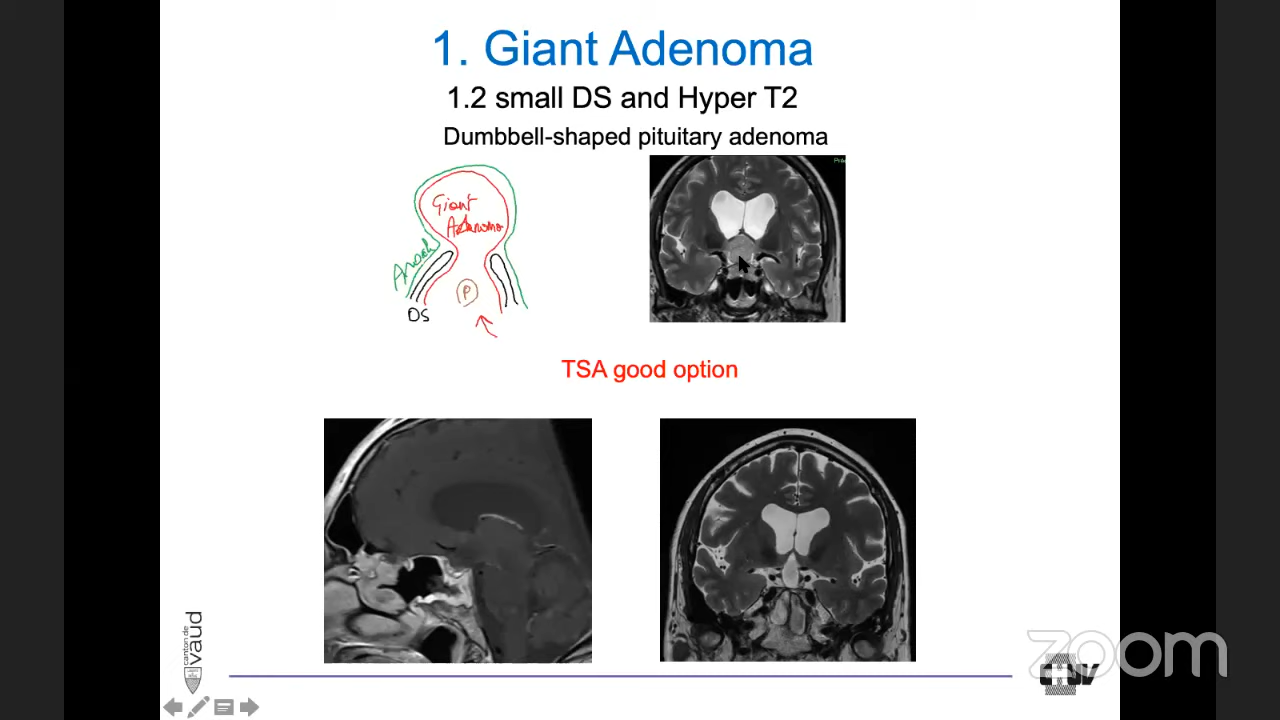 1. Giant Adenoma
1.2 small DS and Hyper T2
Dumbbell-shaped pituitary adenoma
Giant
Adenoma
Arach
P
DS
TSA good option
canton de
vaud
zoom